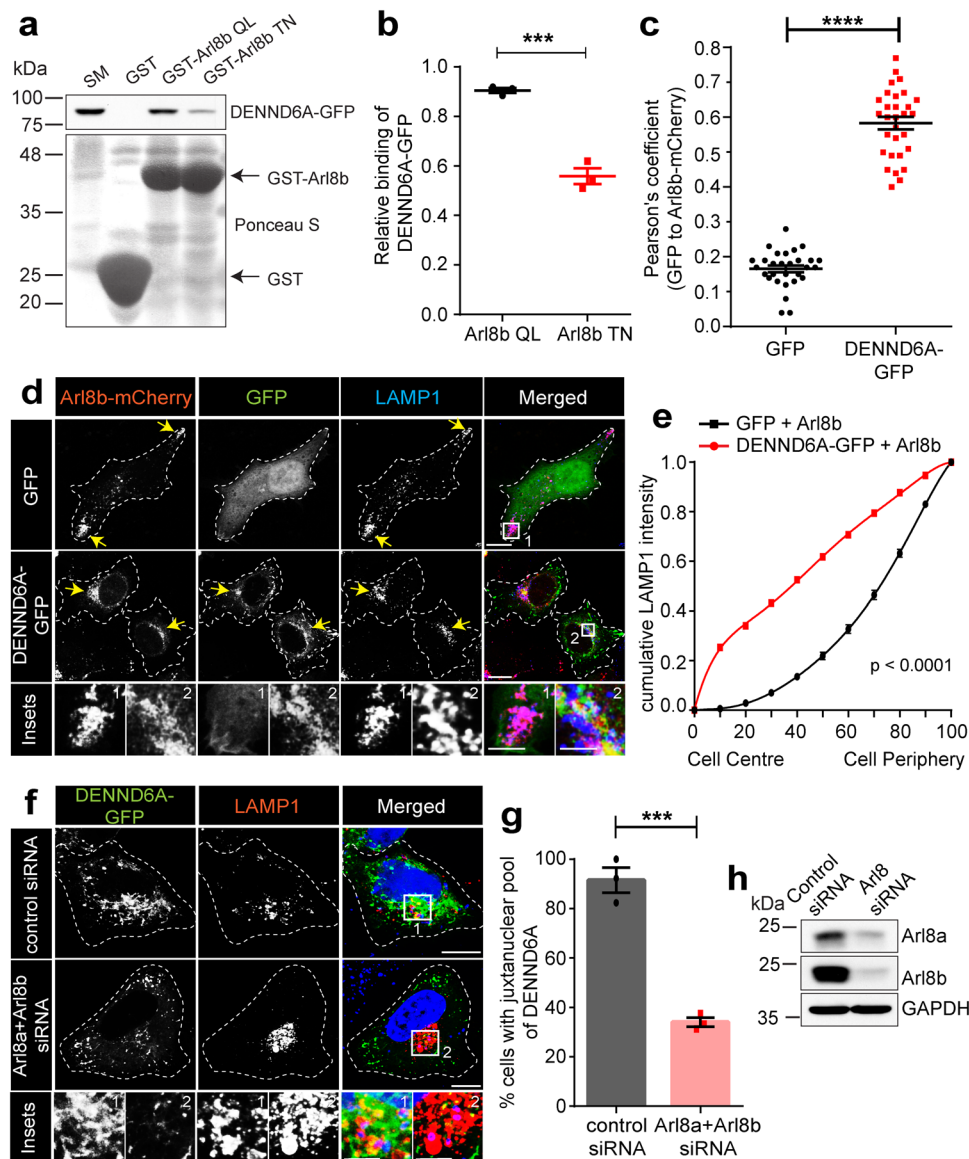 a
kDa
SM
GST
GST-Arl8b QL
GST-Arl8b TN
100
75
DENND6A-GFP
48
35
25
20
GST-Arl8b
Ponceau S
GST
b
***
Relative binding of
DENND6A-GFP
1.0
0.8
0.6
0.4
0.2
0.0
Arl8b QL
Arl8b TN
c
****
Pearson's coefficient
(GFP to Arl8b-mCherry)
0.8
0.7
0.6
0.5
0.4
0.3
0.2
0.1
0.0
GFP
DENND6A-
GFP
d
Arl8b-mCherry
GFP
LAMP1
Merged
GFP
1
DENND6A-
GFP
2
Insets
1
2
1
2
1
2
1
2
e
GFP + Arl8b
DENND6A-GFP + Arl8b
cumulative LAMP1 intensity
1.0
0.8
0.6
0.4
0.2
0.0
p < 0.0001
0
20
40
60
80
100
Cell Centre
Cell Periphery
f
DENND6A-
GFP
LAMP1
Merged
control siRNA
1
Arl8a+Arl8b
siRNA
2
Insets
1
2
1
2
1
2
g
***
% cells with juxtanuclear pool
of DENND6A
100
80
60
40
20
0
control
siRNA
Arl8a+Arl8b
siRNA
h
kDa
Control
siRNA
Arl8
siRNA
25
Arl8a
25
Arl8b
35
GAPDH